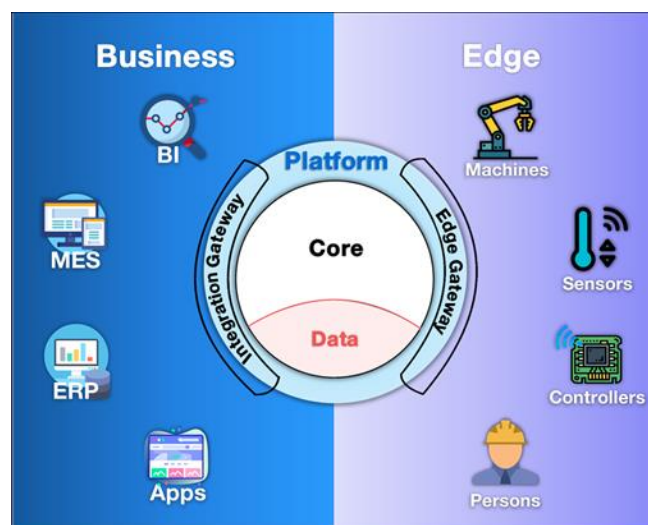 Business
Edge
BI
MES
ERP
Apps
Platform
Integration Gateway
Core
Data
Edge Gateway
Machines
Sensors
Controllers
Persons